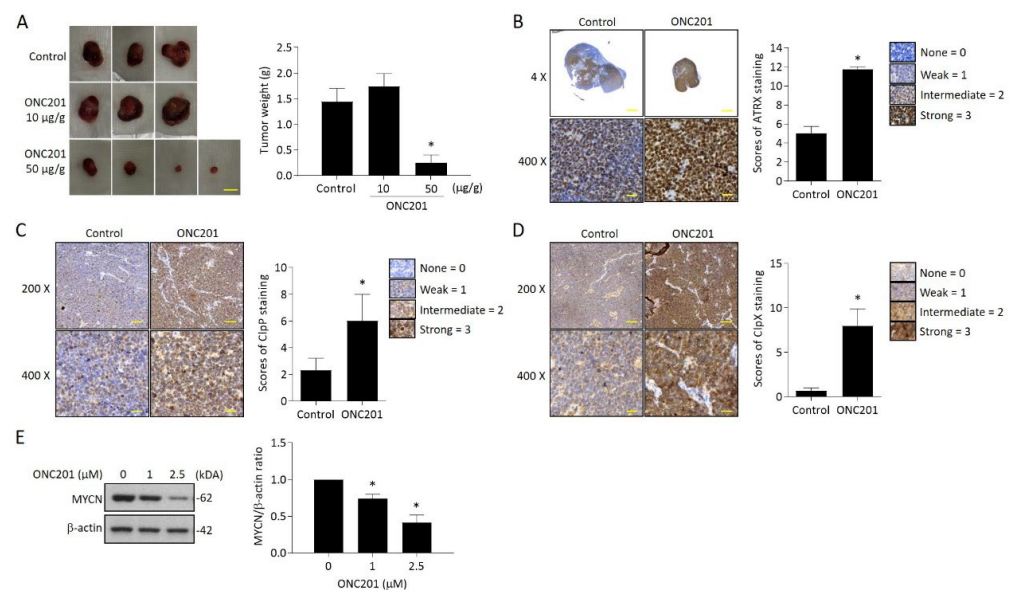 A
Control
ONC201
10 μg/g
ONC201
50 μg/g
Tumor weight (g)
2.5
2.0
1.5
1.0
0.5
0.0
Control 10 50 (μg/g)
ONC201
*
B
Control ONC201
4 X
400 X
Scores of ATRX staining
14
12
10
8
6
4
2
0
*
Control ONC201
None = 0
Weak = 1
Intermediate = 2
Strong = 3
C
Control ONC201
200 X
400 X
Scores of ClpP staining
10
8
6
4
2
0
*
Control ONC201
None = 0
Weak = 1
Intermediate = 2
Strong = 3
D
Control ONC201
200 X
400 X
Scores of ClpX staining
15
10
5
0
*
Control ONC201
None = 0
Weak = 1
Intermediate = 2
Strong = 3
E
ONC201 (μM) 0 1 2.5 (kDA)
MYCN -62
β-actin -42
MYCN/β-actin ratio
1.5
1.0
0.5
0.0
* *
0 1 2.5
ONC201 (μM)